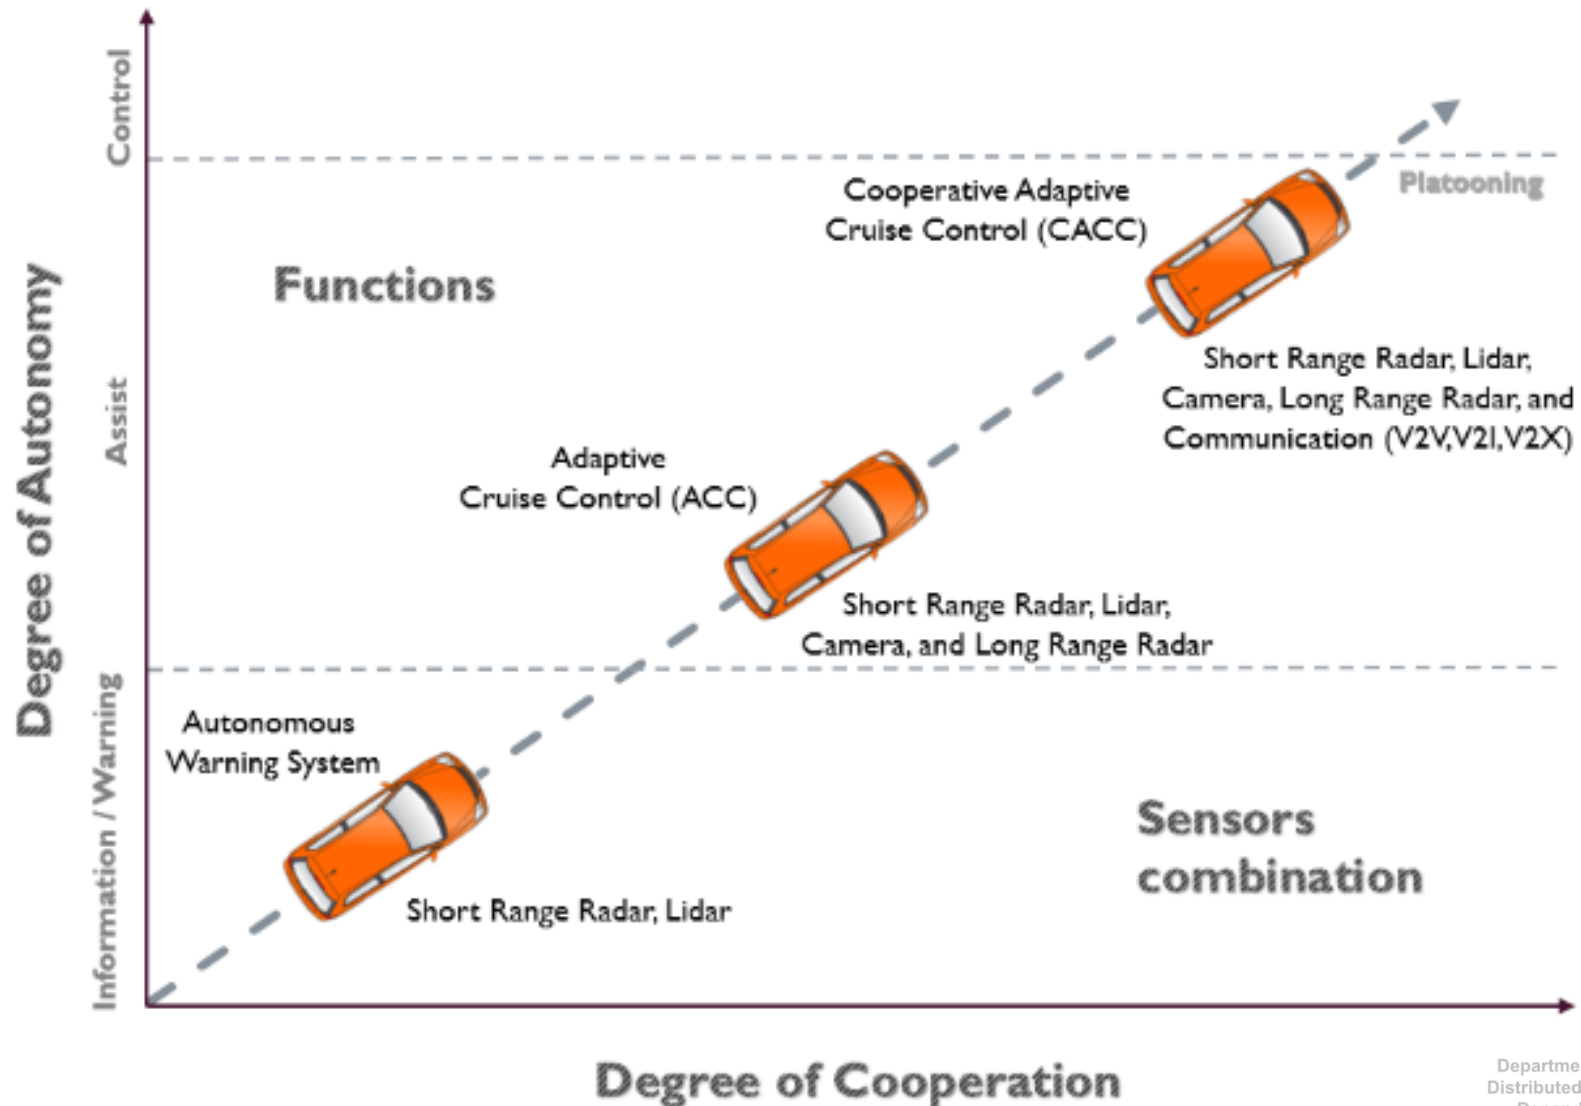 Control
Platooning
Cooperative Adaptive
Cruise Control (CACC)
Functions
Short Range Radar, Lidar,
Camera, Long Range Radar, and
Communication (V2V,V2I,V2X)
Degree of Autonomy
Assist
Adaptive
Cruise Control (ACC)
Short Range Radar, Lidar,
Camera, and Long Range Radar
Information / Warning
Autonomous
Warning System
Short Range Radar, Lidar
Sensors
combination
Degree of Cooperation
Departme
Distributed